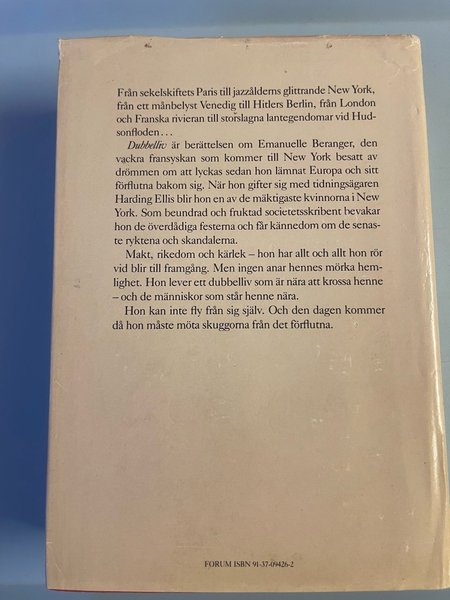 Från sekelskiftets Paris till jazzålderns glittrande New York,
från ett månbelyst Venedig till Hitlers Berlin, från London
och Franska rivieran till storslagna lantegendomar vid Hud-
sonfloden...
Dubbelliv är berättelsen om Emanuelle Beranger, den
vackra fransyskan som kommer till New York besatt av
drömmen om att lyckas sedan hon lämnat Europa och sitt
förflutna bakom sig. När hon gifter sig med tidningsägaren
Harding Ellis blir hon en av de mäktigaste kvinnorna i New
York. Som beundrad och fruktad societetsskribent bevakar
hon de överdådiga festerna och får kännedom om de senas-
te ryktena och skandalerna.
Makt, rikedom och kärlek – hon har allt och allt hon rör
vid blir till framgång. Men ingen anar hennes mörka hem-
lighet. Hon lever ett dubbelliv som är nära att krossa henne
– och de människor som står henne nära.
Hon kan inte fly från sig själv. Och den dagen kommer
då hon måste möta skuggorna från det förflutna.
FORUM ISBN 91-37-09426-2